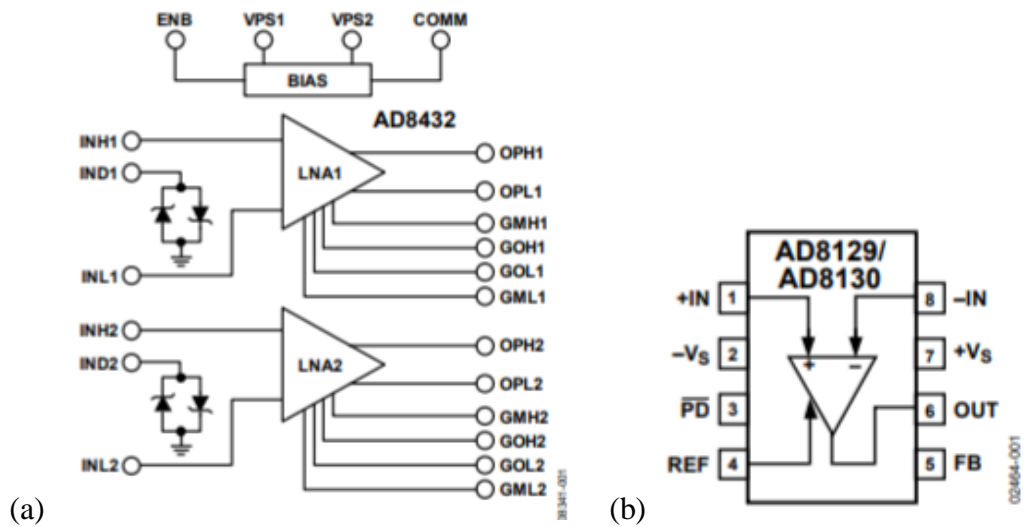 ENB VPS1 VPS2 COMM
BIAS
AD8432
INH1
OPH1
IND1
LNA1
OPL1
GMH1
GOH1
INL1
GOL1
GML1
INH2
OPH2
IND2
LNA2
OPL2
GMH2
GOH2
INL2
GOL2
GML2
(a)
AD8129/
AD8130
+IN 1 8 –IN
+ –
–VS 2 7 +VS
PD 3 6 OUT
REF 4 5 FB
02464-001
(b)